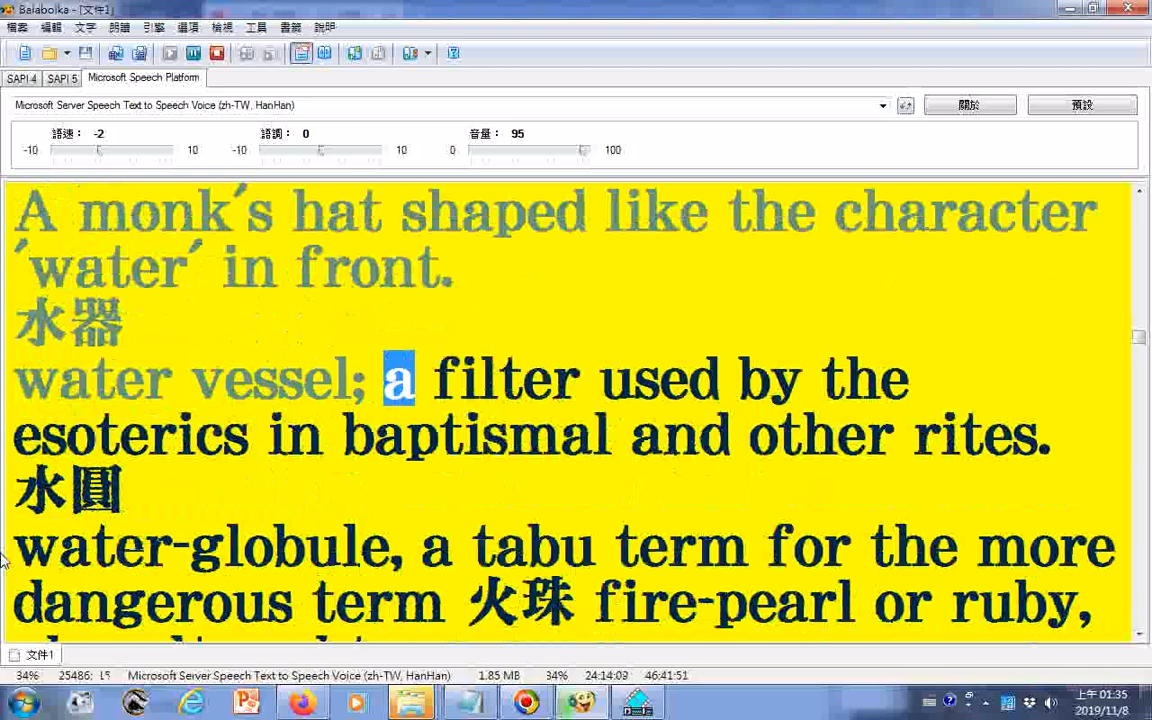 Balabolka - [文件1]
檔案 編輯 文字 朗讀 引擎 選項 檢視 工具 書籤 說明
SAPI 4 SAPI 5 Microsoft Speech Platform
Microsoft Server Speech Text to Speech Voice (zh-TW, HanHan) 關於 預設
語速： -2 語調： 0 音量： 95
-10 10 -10 10 0 100
A monk's hat shaped like the character
'water' in front.
水器
water vessel; a filter used by the
esoterics in baptismal and other rites.
水圓
water-globule, a tabu term for the more
dangerous term 火珠 fire-pearl or ruby,
文件1
34% 25486: Microsoft Server Speech Text to Speech Voice (zh-TW, HanHan) 1.85 MB 34% 24:14:03 46:41:51
上午 01:35
2019/11/8